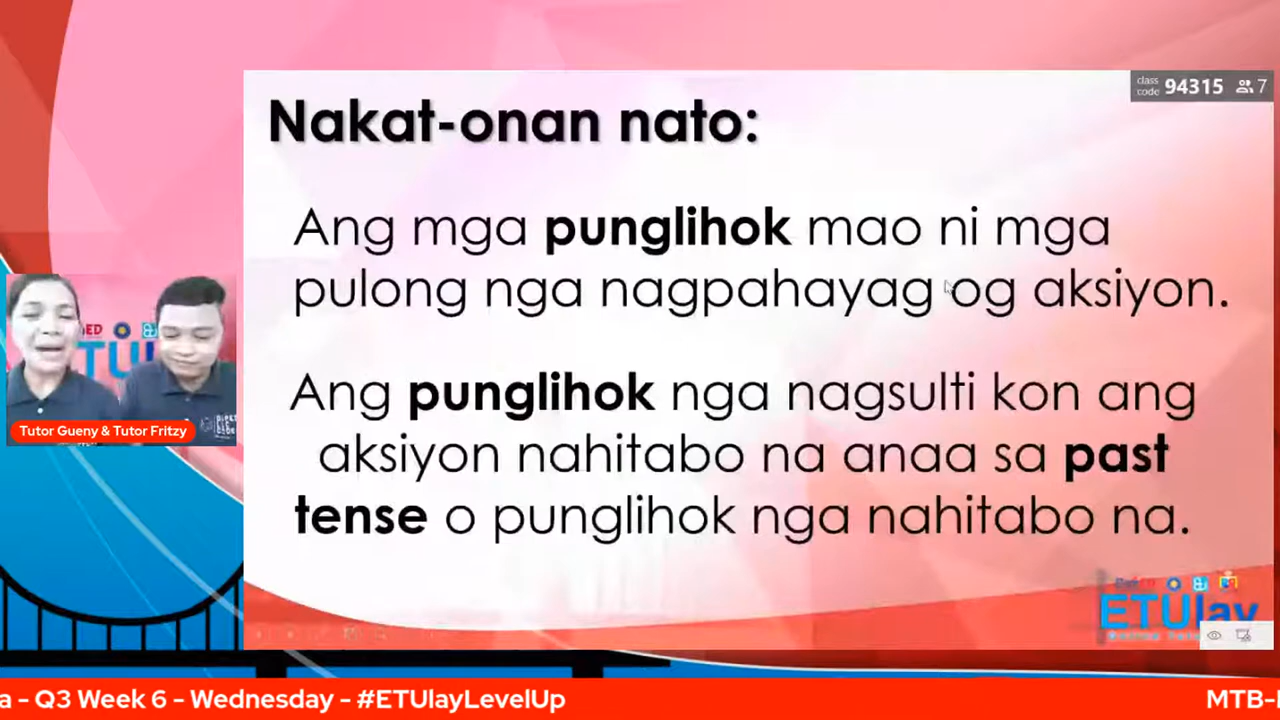 class
code 94315 7
Nakat-onan nato:
Ang mga punglihok mao ni mga
pulong nga nagpahayag og aksiyon.
Ang punglihok nga nagsulti kon ang
aksiyon nahitabo na anaa sa past
tense o punglihok nga nahitabo na.
Tutor Gueny & Tutor Fritzy
ETUlay
a - Q3 Week 6 - Wednesday - #ETUlayLevelUp
MTB-